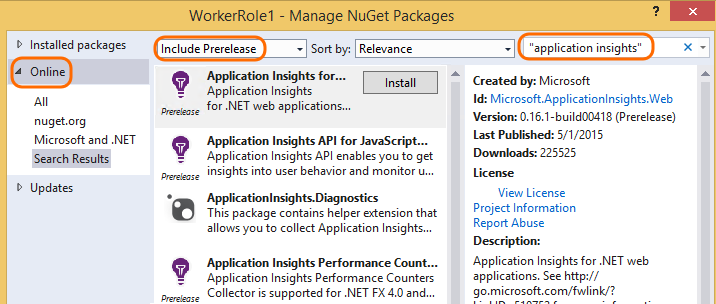 WorkerRole1 - Manage NuGet Packages
Installed packages
Online
All
nuget.org
Microsoft and .NET
Search Results
Updates
Include Prerelease
Sort by:
Relevance
"application insights"
Application Insights for...
Application Insights
for .NET web applications...
Prerelease
Install
Application Insights API for JavaScript...
Application Insights API enables you to get
insights into user behavior and monitor u...
Prerelease
ApplicationInsights.Diagnostics
This package contains helper extension that
allows you to collect Application Insights...
Application Insights Performance Count...
Application Insights Performance Counters
Collector is supported for .NET FX 4.0 and...
Prerelease
Created by: Microsoft
Id: Microsoft.ApplicationInsights.Web
Version: 0.16.1-build00418 (Prerelease)
Last Published: 5/1/2015
Downloads: 225525
License
View License
Project Information
Report Abuse
Description:
Application Insights for .NET web
applications. See http://
go.microsoft.com/fwlink/?